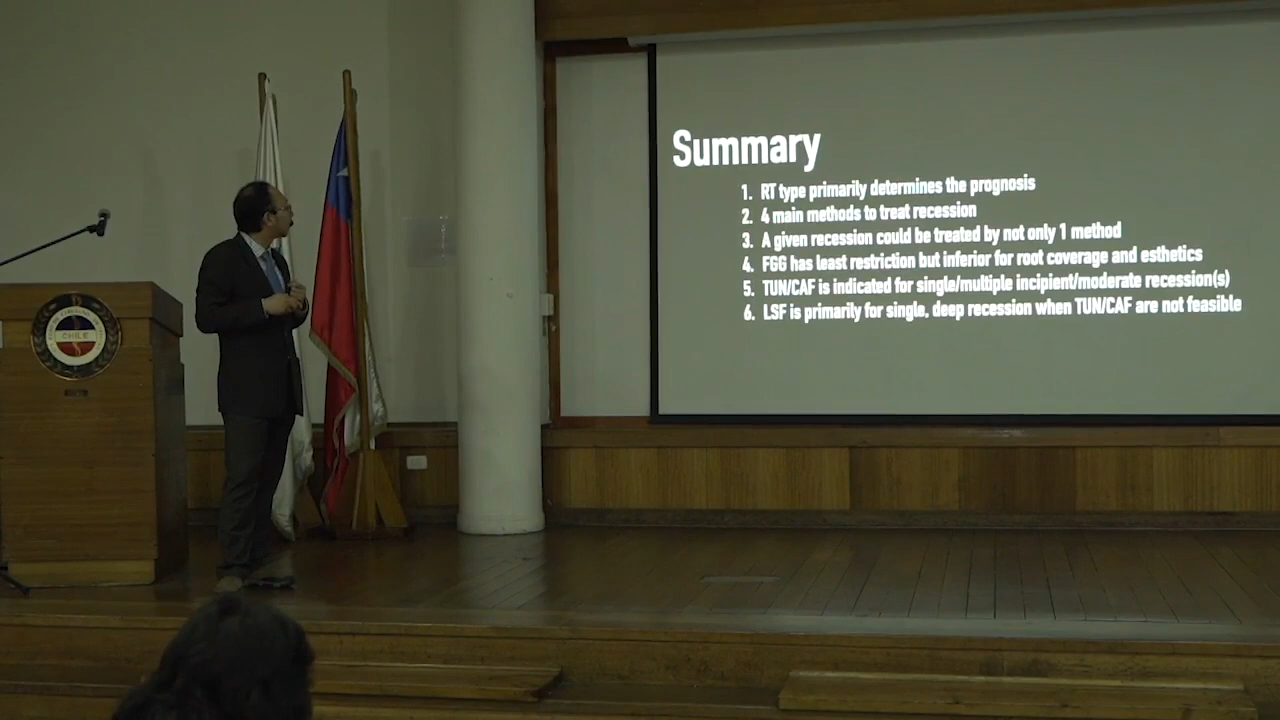 Summary
1. RT type primarily determines the prognosis
2. 4 main methods to treat recession
3. A given recession could be treated by not only 1 method
4. FGG has least restriction but inferior for root coverage and esthetics
5. TUN/CAF is indicated for single/multiple incipient/moderate recession(s)
6. LSF is primarily for single, deep recession when TUN/CAF are not feasible
CHILE